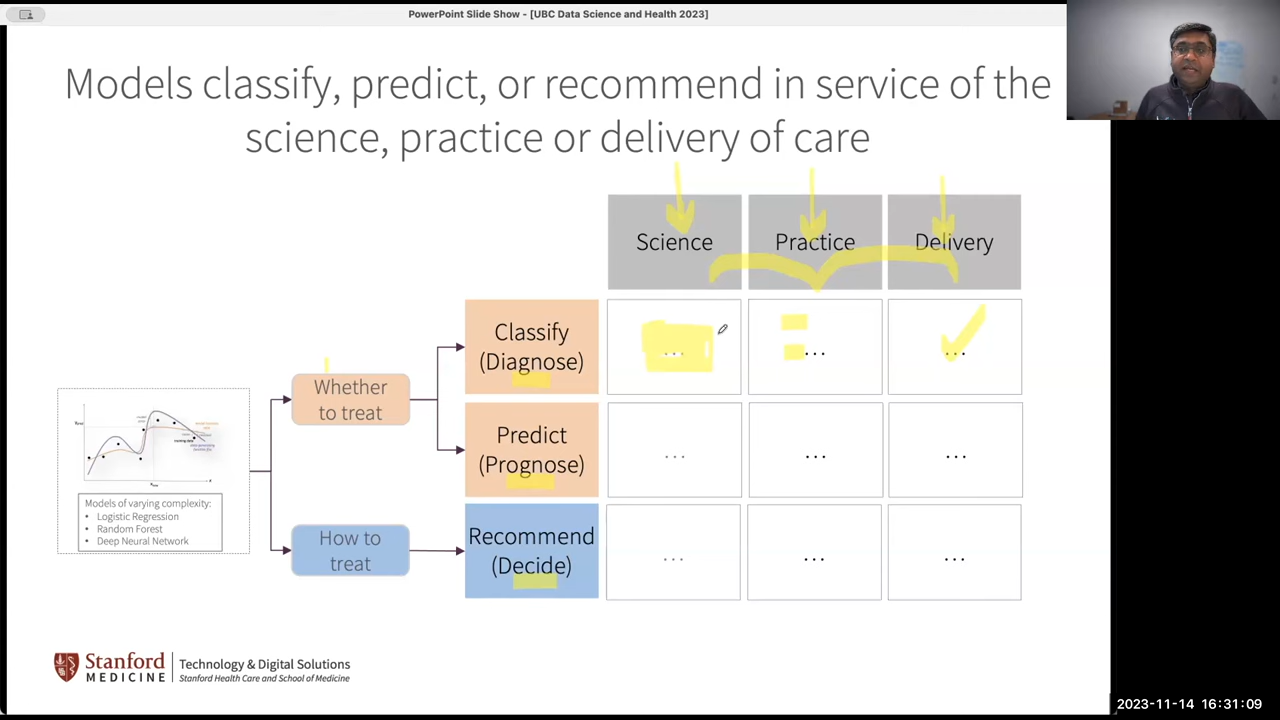 PowerPoint Slide Show - [UBC Data Science and Health 2023]
Models classify, predict, or recommend in service of the
science, practice or delivery of care
Science
Practice
Delivery
Classify
(Diagnose)
...
...
...
Whether
to treat
Predict
(Prognose)
...
...
...
Models of varying complexity:
• Logistic Regression
• Random Forest
• Deep Neural Network
How to
treat
Recommend
(Decide)
...
...
...
Stanford
MEDICINE
Technology & Digital Solutions
Stanford Health Care and School of Medicine
2023-11-14 16:31:09